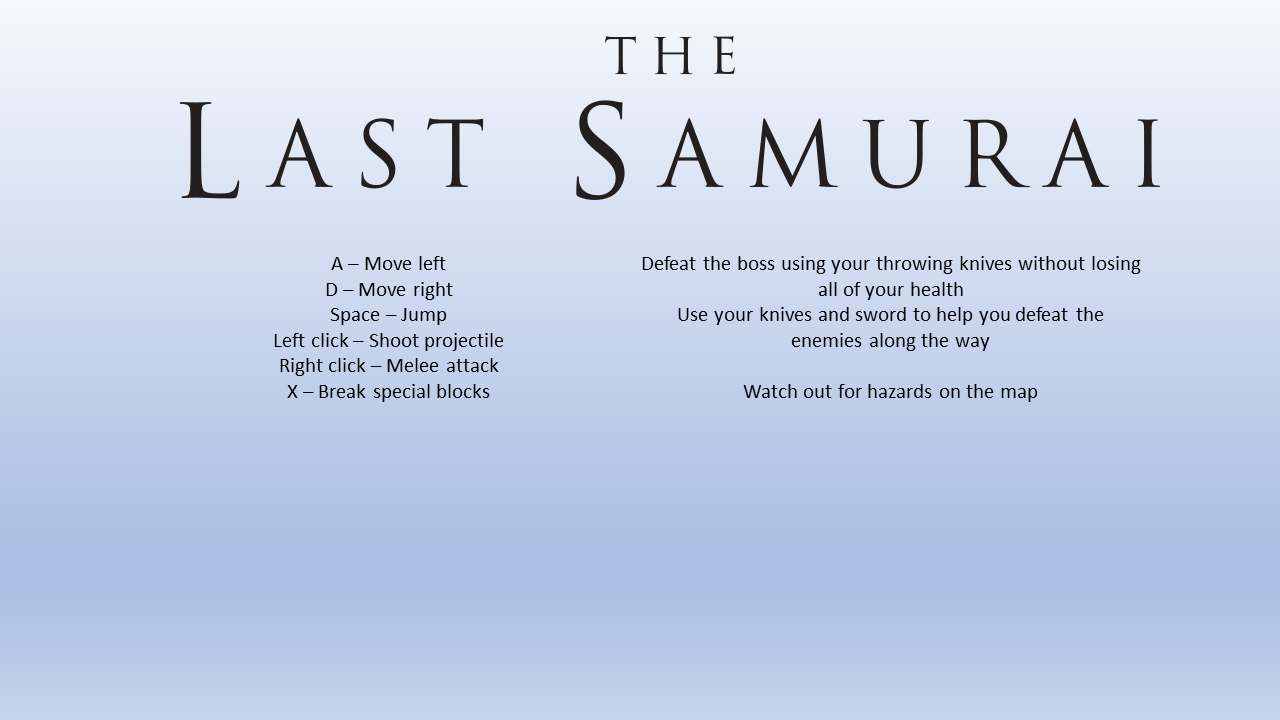 THE
LAST SAMURAI
A – Move left
D – Move right
Space – Jump
Left click – Shoot projectile
Right click – Melee attack
X – Break special blocks
Defeat the boss using your throwing knives without losing
all of your health
Use your knives and sword to help you defeat the
enemies along the way
Watch out for hazards on the map